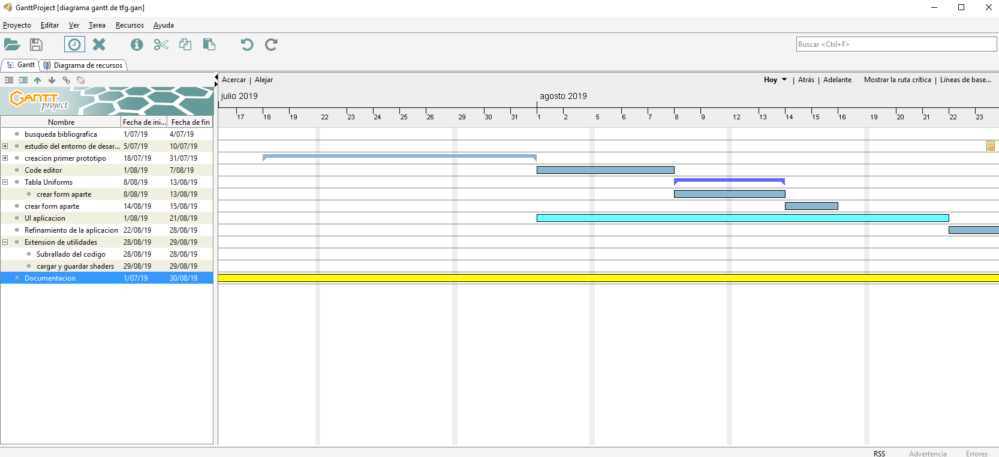 GanttProject [diagrama gantt de tfg.gan]
Proyecto Editar Ver Tarea Recursos Ayuda
Buscar <Ctrl+F>
Gantt Diagrama de recursos
Acercar | Alejar Hoy | Atrás | Adelante Mostrar la ruta crítica | Líneas de base...
GANTT project
julio 2019 agosto 2019
17 18 19 22 23 24 25 26 29 30 31 1 2 5 6 7 8 9 12 13 14 15 16 19 20 21 22 23
Nombre Fecha de ini... Fecha de fin
busqueda bibliografica 1/07/19 4/07/19
estudio del entorno de desar... 5/07/19 10/07/19
creacion primer prototipo 18/07/19 31/07/19
Code editor 1/08/19 7/08/19
Tabla Uniforms 8/08/19 13/08/19
crear form aparte 8/08/19 13/08/19
crear form aparte 14/08/19 15/08/19
UI aplicacion 1/08/19 21/08/19
Refinamiento de la aplicacion 22/08/19 28/08/19
Extension de utilidades 28/08/19 29/08/19
Subrallado del codigo 28/08/19 28/08/19
cargar y guardar shaders 29/08/19 29/08/19
Documentacion 1/07/19 30/08/19
RSS Advertencia Errores